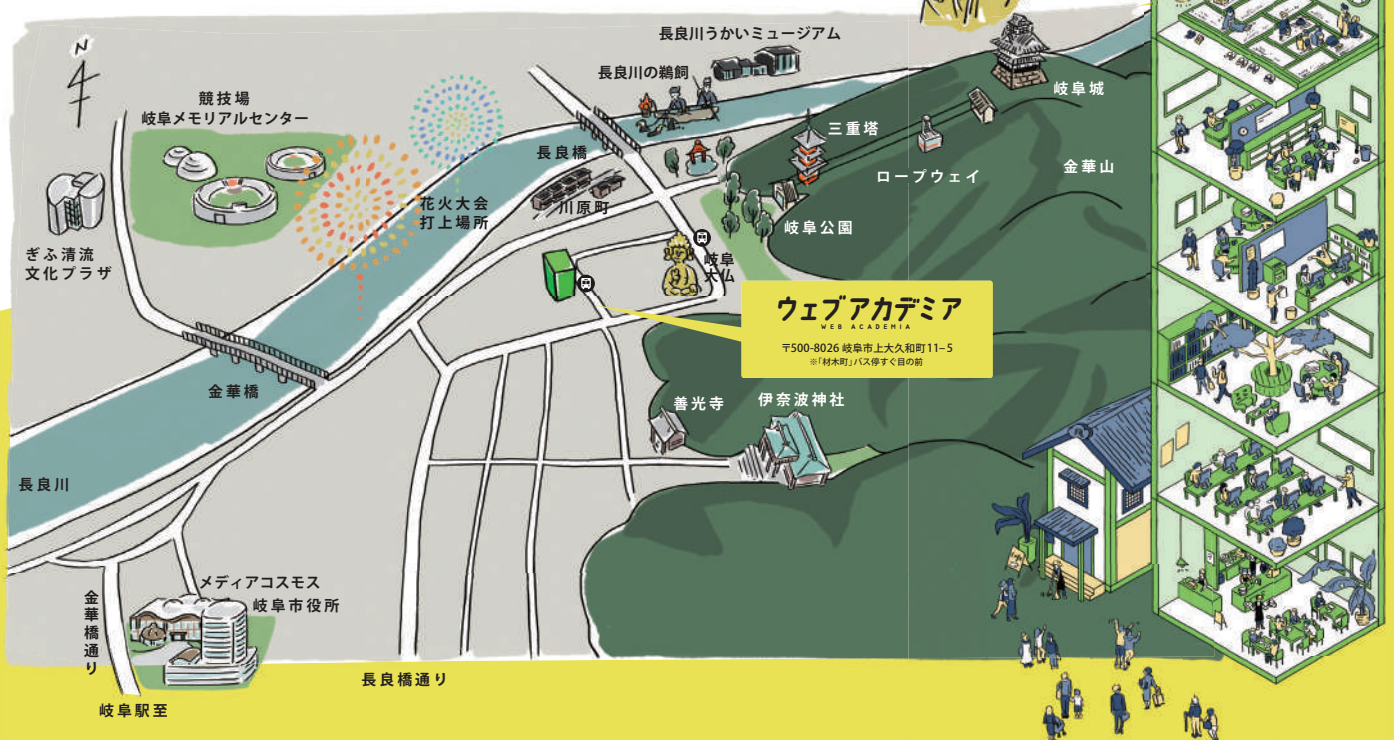 N
長良川うかいミュージアム
長良川の鵜飼
競技場
岐阜メモリアルセンター
岐阜城
三重塔
長良橋
ロープウェイ
金華山
花火大会
打上場所
川原町
岐阜公園
ぎふ清流
文化プラザ
岐阜
大仏
ウェブアカデミア
WEB ACADEMIA
〒500-8026 岐阜市上大久和町11−5
※「材木町」バス停すぐ目の前
金華橋
善光寺
伊奈波神社
長良川
メディアコスモス
岐阜市役所
金華橋通り
長良橋通り
岐阜駅至